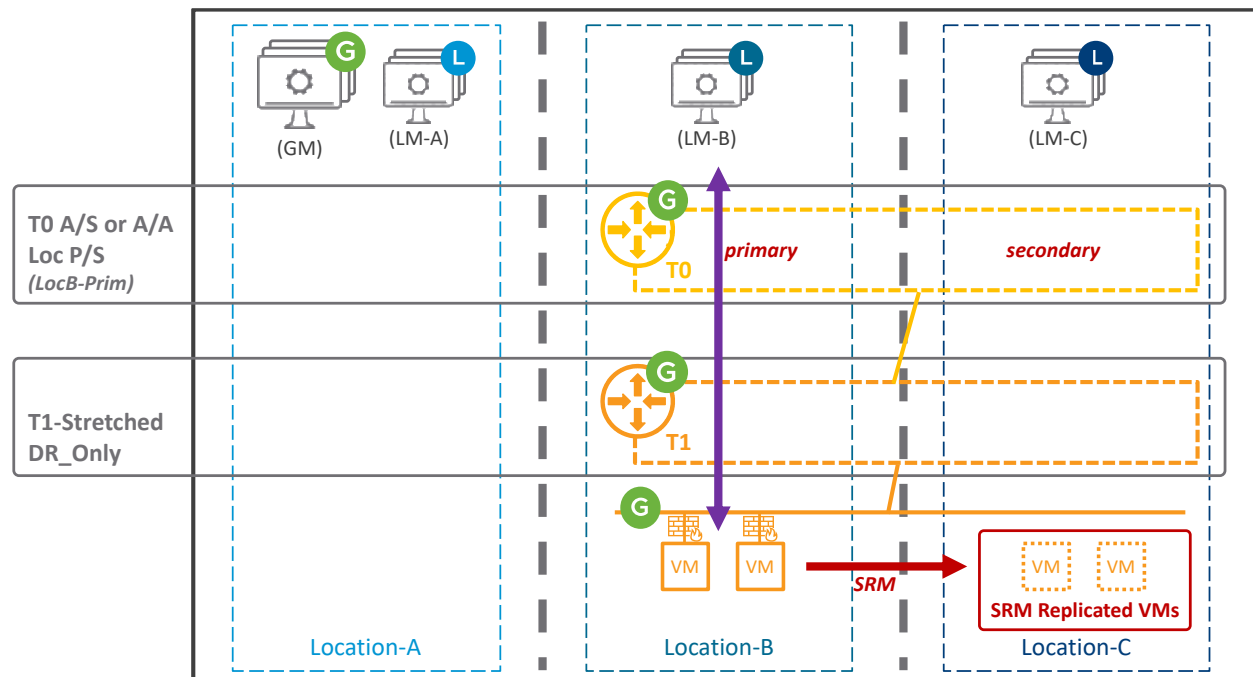 G
L
L
L
(GM)
(LM-A)
(LM-B)
(LM-C)
T0 A/S or A/A
Loc P/S
(LocB-Prim)
G
T0
primary
secondary
T1-Stretched
DR_Only
G
T1
G
VM
VM
SRM
VM
VM
SRM Replicated VMs
Location-A
Location-B
Location-C